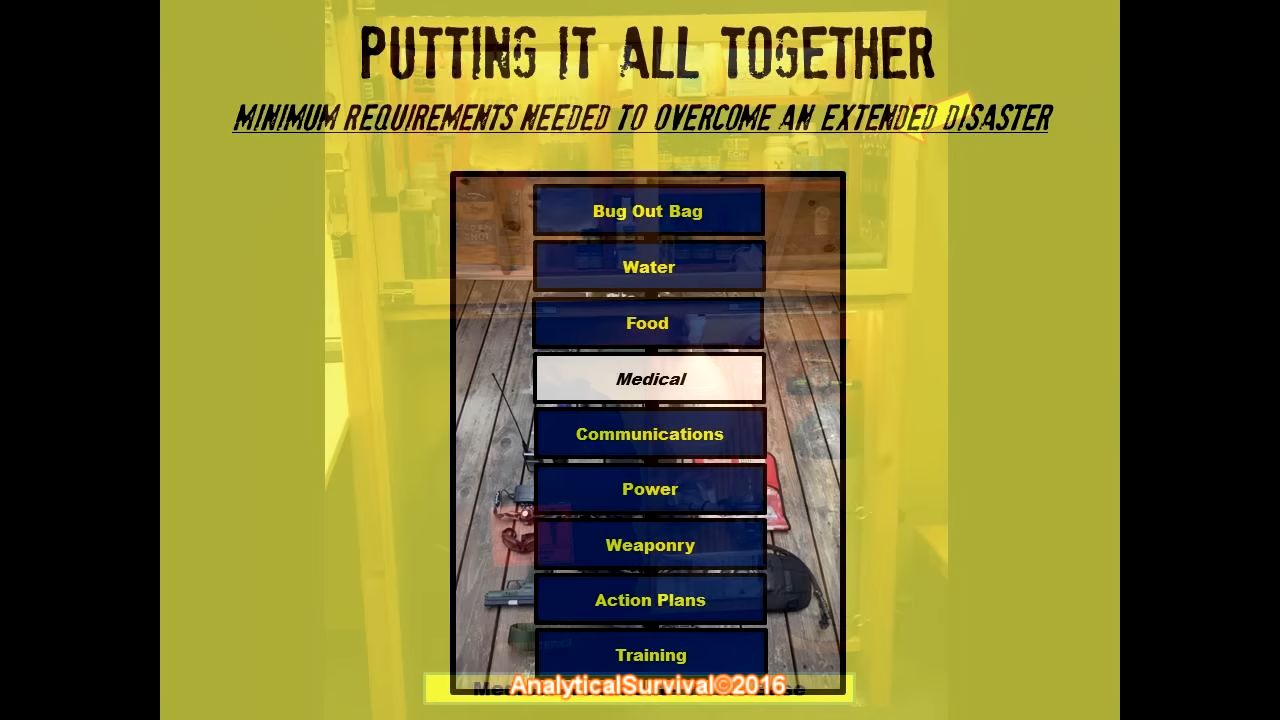 PUTTING IT ALL TOGETHER
MINIMUM REQUIREMENTS NEEDED TO OVERCOME AN EXTENDED DISASTER
Bug Out Bag
Water
Food
Medical
Communications
Power
Weaponry
Action Plans
Training
AnalyticalSurvival©2016